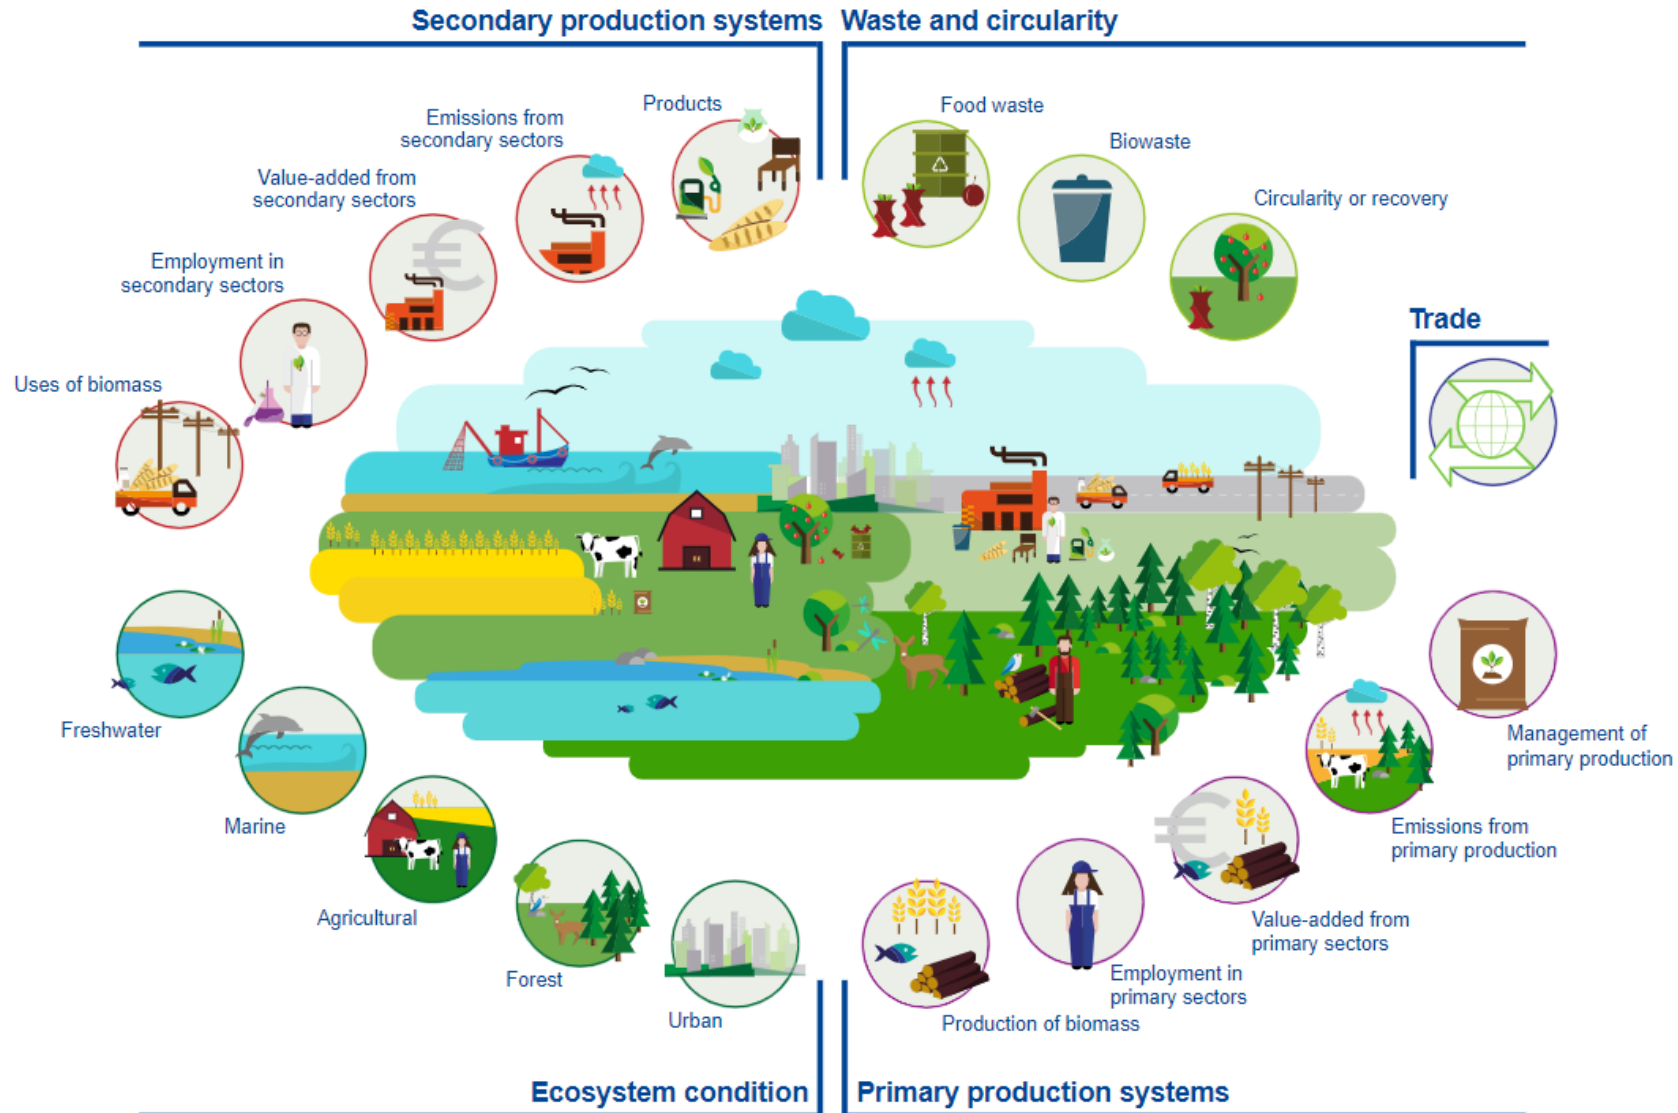 Secondary production systems
Waste and circularity
Products
Emissions from
secondary sectors
Value-added from
secondary sectors
Employment in
secondary sectors
Uses of biomass
Food waste
Biowaste
Circularity or recovery
Trade
Freshwater
Marine
Agricultural
Forest
Urban
Management of
primary production
Emissions from
primary production
Value-added from
primary sectors
Employment in
primary sectors
Production of biomass
Ecosystem condition
Primary production systems